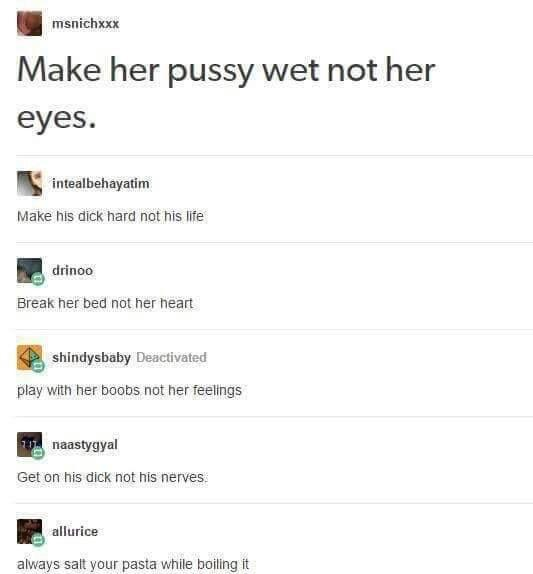 msnichxxx
Make her pussy wet not her
eyes.
intealbehayatim
Make his dick hard not his life
drinoo
Break her bed not her heart
shindysbaby Deactivated
play with her boobs not her feelings
naastygyal
Get on his dick not his nerves.
allurice
always salt your pasta while boiling it